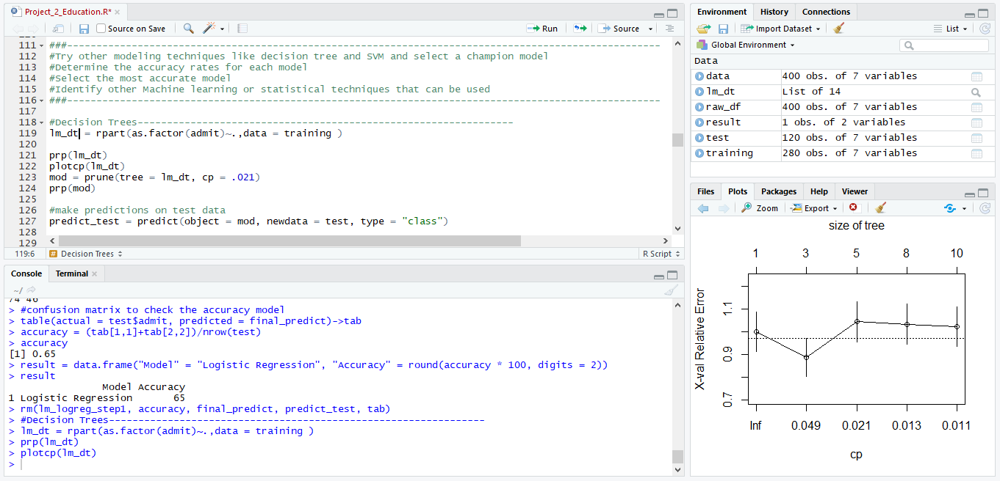 Project_2_Education.R*
Source on Save
Run
Source
111 ###----------------------------------------------------------------------------------------------------
112 #Try other modeling techniques like decision tree and SVM and select a champion model
113 #Determine the accuracy rates for each model
114 #Select the most accurate model
115 #Identify other Machine learning or statistical techniques that can be used
116 ###----------------------------------------------------------------------------------------------------
117
118 #Decision Trees----------------------------------------------------------------
119 lm_dt = rpart(as.factor(admit)~.,data = training )
120
121 prp(lm_dt)
122 plotcp(lm_dt)
123 mod = prune(tree = lm_dt, cp = .021)
124 prp(mod)
125
126 #make predictions on test data
127 predict_test = predict(object = mod, newdata = test, type = "class")
128
129
119:6 # Decision Trees R Script
Console Terminal
~/
74 46
> #confusion matrix to check the accuracy model
> table(actual = test$admit, predicted = final_predict)->tab
> accuracy = (tab[1,1]+tab[2,2])/nrow(test)
> accuracy
[1] 0.65
> result = data.frame("Model" = "Logistic Regression", "Accuracy" = round(accuracy * 100, digits = 2))
> result
Model Accuracy
1 Logistic Regression 65
> rm(lm_logreg_step1, accuracy, final_predict, predict_test, tab)
> #Decision Trees----------------------------------------------------------------
> lm_dt = rpart(as.factor(admit)~.,data = training )
> prp(lm_dt)
> plotcp(lm_dt)
>
Environment History Connections
Import Dataset List
Global Environment
Data
data 400 obs. of 7 variables
lm_dt List of 14
raw_df 400 obs. of 7 variables
result 1 obs. of 2 variables
test 120 obs. of 7 variables
training 280 obs. of 7 variables
Files Plots Packages Help Viewer
Zoom Export
size of tree
1 3 5 8 10
X-val Relative Error
1.1
0.9
0.7
Inf 0.049 0.021 0.013 0.011
cp